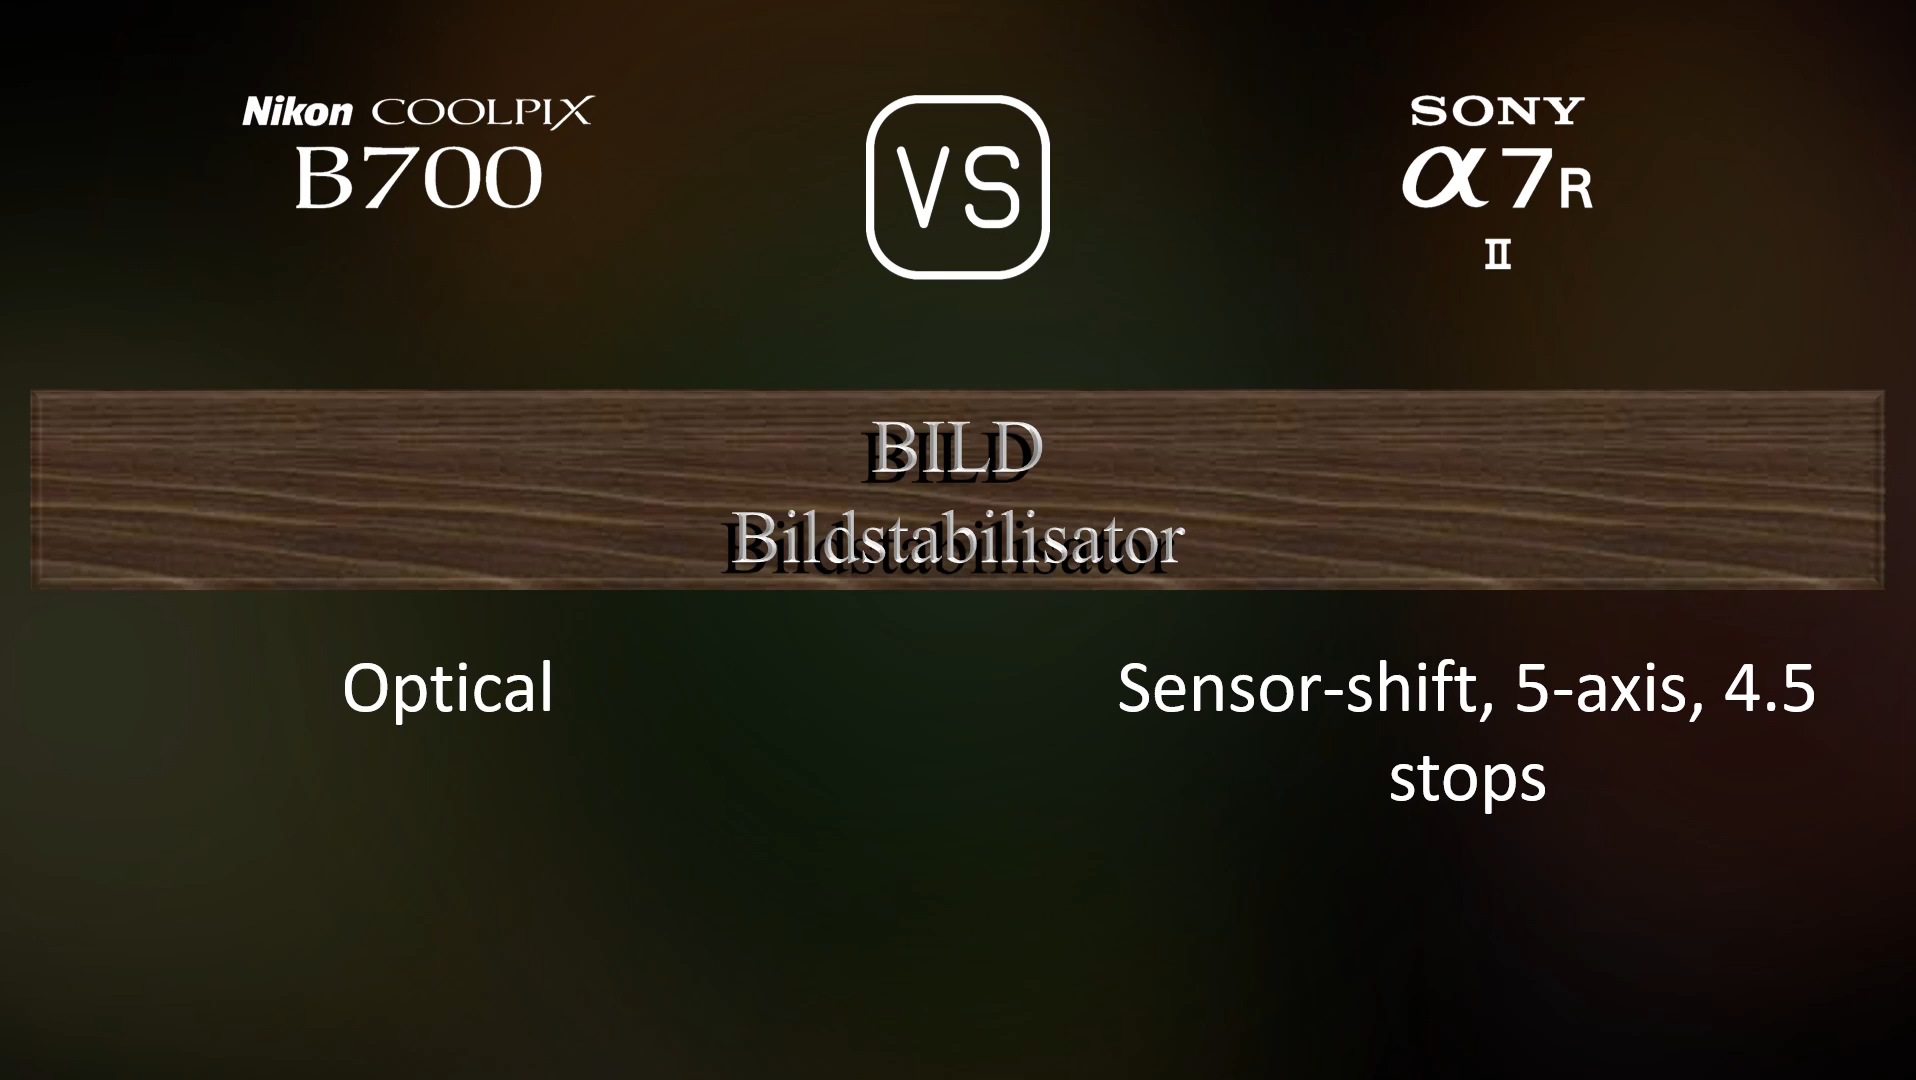 Nikon COOLPIX
B700
VS
SONY
α7R
II
BILD
Bildstabilisator
Optical
Sensor-shift, 5-axis, 4.5
stops